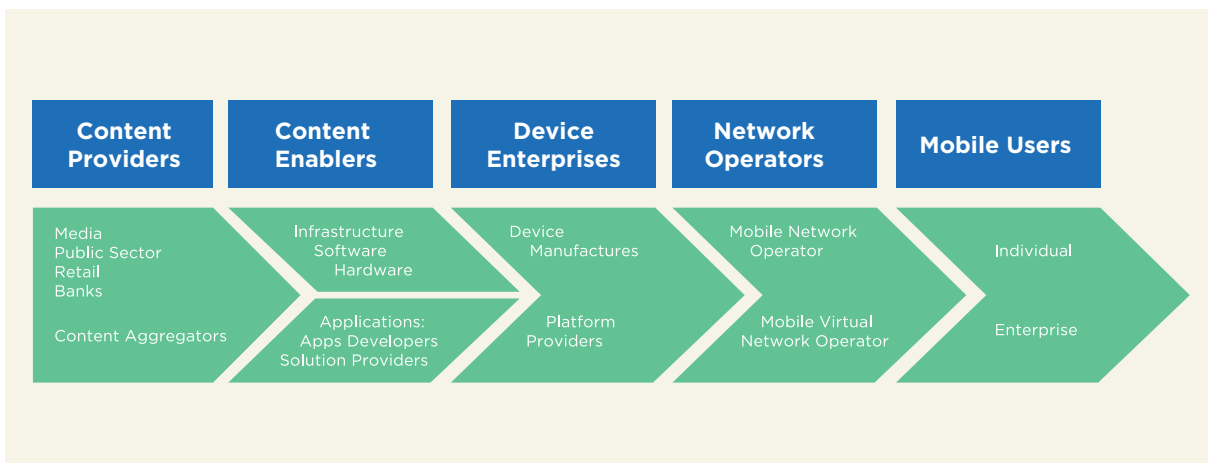 Content
Providers
Content
Enablers
Device
Enterprises
Network
Operators
Mobile Users
Media
Public Sector
Retail
Banks
Content Aggregators
Infrastructure
Software
Hardware
Applications:
Apps Developers
Solution Providers
Device
Manufactures
Platform
Providers
Mobile Network
Operator
Mobile Virtual
Network Operator
Individual
Enterprise